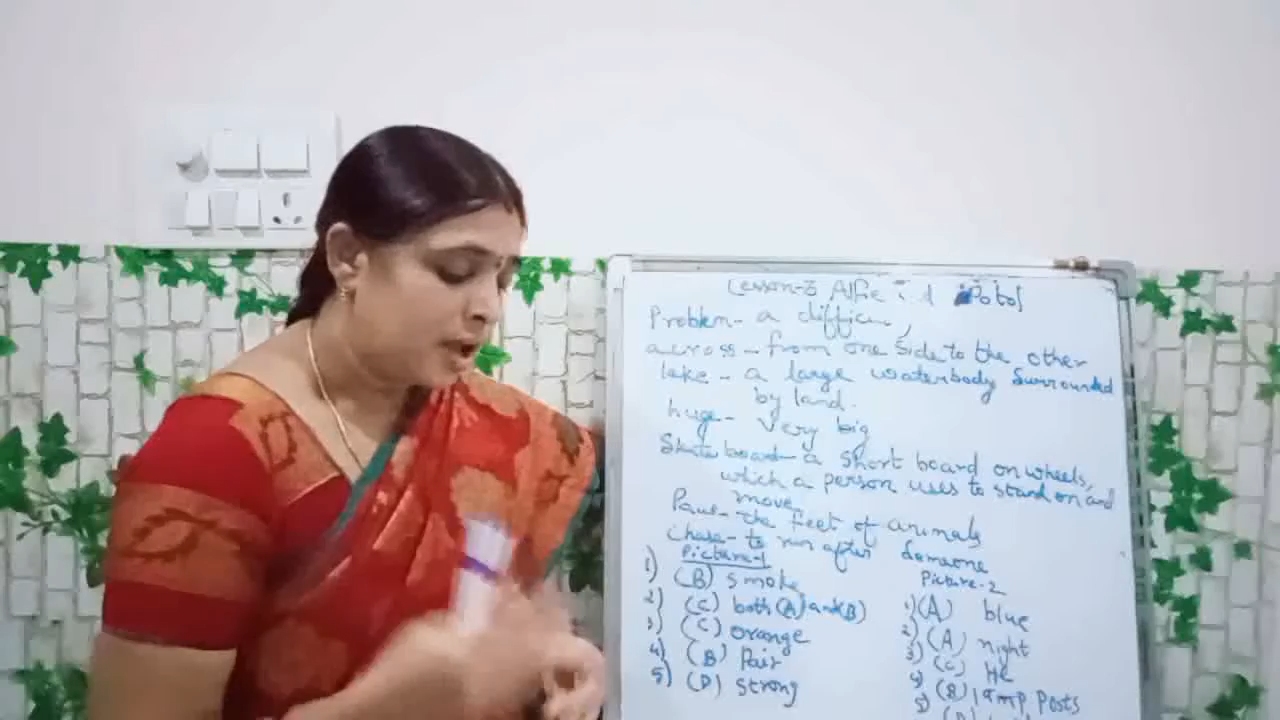 Lesson-3 Alfie
Problem- a
across- from one side to the other
lake - a large waterbody surrounded
by land.
huge- Very big
Skate board- a short board on wheels,
which a person uses to stand on and
move
Paw- the feet of animals
Chase- to run after someone
Picture-1
1) (B) smoke
2) (C) both (A) and (B)
3) (C) orange
4) (B) Pair
5) (D) strong
Picture-2
1) (A) blue
2) (A) night
3) (C) He
4) (B) lamp posts
5)